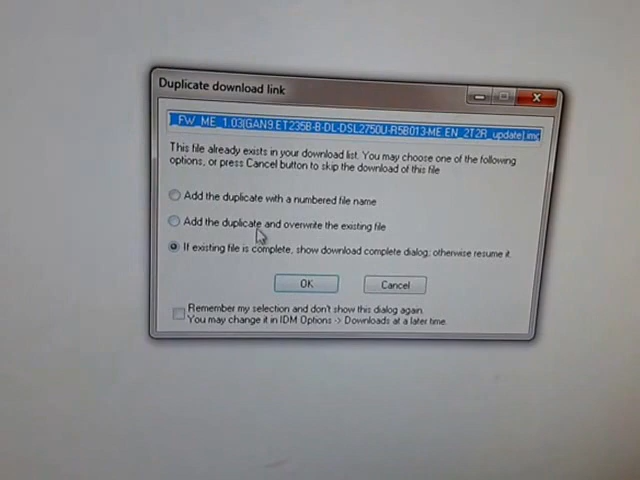 Duplicate download link
_FW_ME_1.03(GAN9.ET235B-B-DL-DSL2750U-R5B013-ME.EN_2T2R_update).img
This file already exists in your download list. You may choose one of the following
options, or press Cancel button to skip the download of this file
Add the duplicate with a numbered file name
Add the duplicate and overwrite the existing file
If existing file is complete, show download complete dialog; otherwise resume it.
OK
Cancel
Remember my selection and don't show this dialog again.
You may change it in IDM Options -> Downloads at a later time.